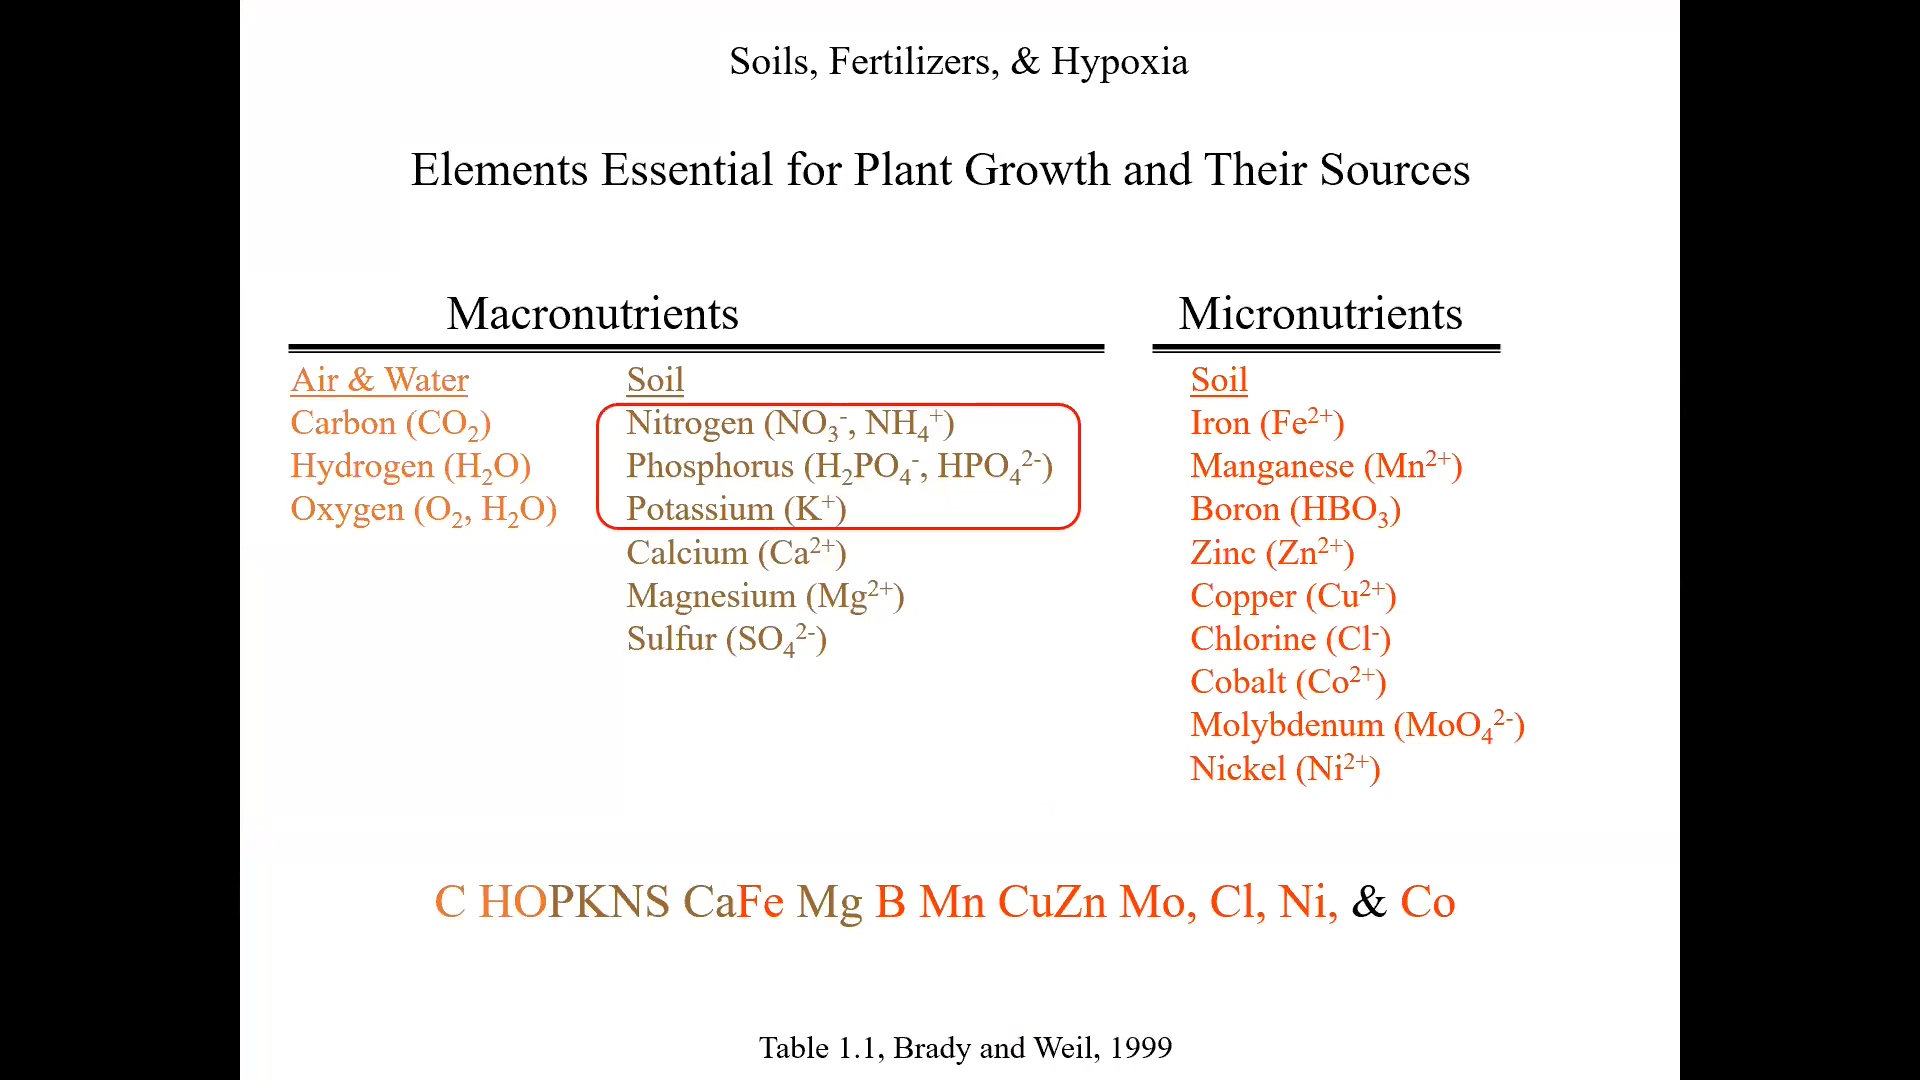 Soils, Fertilizers, & Hypoxia
Elements Essential for Plant Growth and Their Sources
Macronutrients
Air & Water
Carbon (CO₂)
Hydrogen (H₂O)
Oxygen (O₂, H₂O)
Soil
Nitrogen (NO₃⁻, NH₄⁺)
Phosphorus (H₂PO₄⁻, HPO₄²⁻)
Potassium (K⁺)
Calcium (Ca²⁺)
Magnesium (Mg²⁺)
Sulfur (SO₄²⁻)
Micronutrients
Soil
Iron (Fe²⁺)
Manganese (Mn²⁺)
Boron (HBO₃)
Zinc (Zn²⁺)
Copper (Cu²⁺)
Chlorine (Cl⁻)
Cobalt (Co²⁺)
Molybdenum (MoO₄²⁻)
Nickel (Ni²⁺)
C HOPKNS CaFe Mg B Mn CuZn Mo, Cl, Ni, & Co
Table 1.1, Brady and Weil, 1999